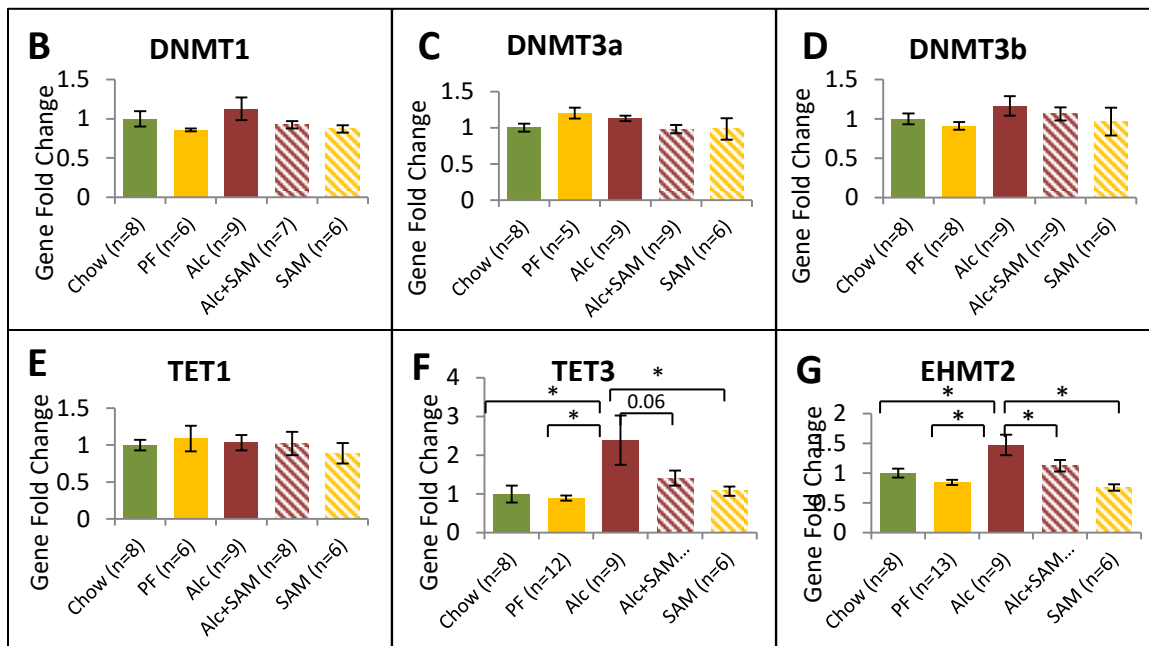 B
DNMT1
Gene Fold Change
1.5
1
0.5
0
Chow (n=8)
PF (n=6)
Alc (n=9)
Alc+SAM (n=7)
SAM (n=6)
C
DNMT3a
Gene Fold Change
1.5
1
0.5
0
Chow (n=8)
PF (n=5)
Alc (n=9)
Alc+SAM (n=9)
SAM (n=6)
D
DNMT3b
Gene Fold Change
1.5
1
0.5
0
Chow (n=8)
PF (n=8)
Alc (n=9)
Alc+SAM (n=9)
SAM (n=6)
E
TET1
Gene Fold Change
1.5
1
0.5
0
Chow (n=8)
PF (n=6)
Alc (n=9)
Alc+SAM (n=8)
SAM (n=6)
F
TET3
Gene Fold Change
4
3
2
1
0
*
*
*
0.06
Chow (n=8)
PF (n=12)
Alc (n=9)
Alc+SAM...
SAM (n=6)
G
EHMT2
Gene Fold Change
2
1.5
1
0.5
0
*
*
*
*
Chow (n=8)
PF (n=13)
Alc (n=9)
Alc+SAM...
SAM (n=6)